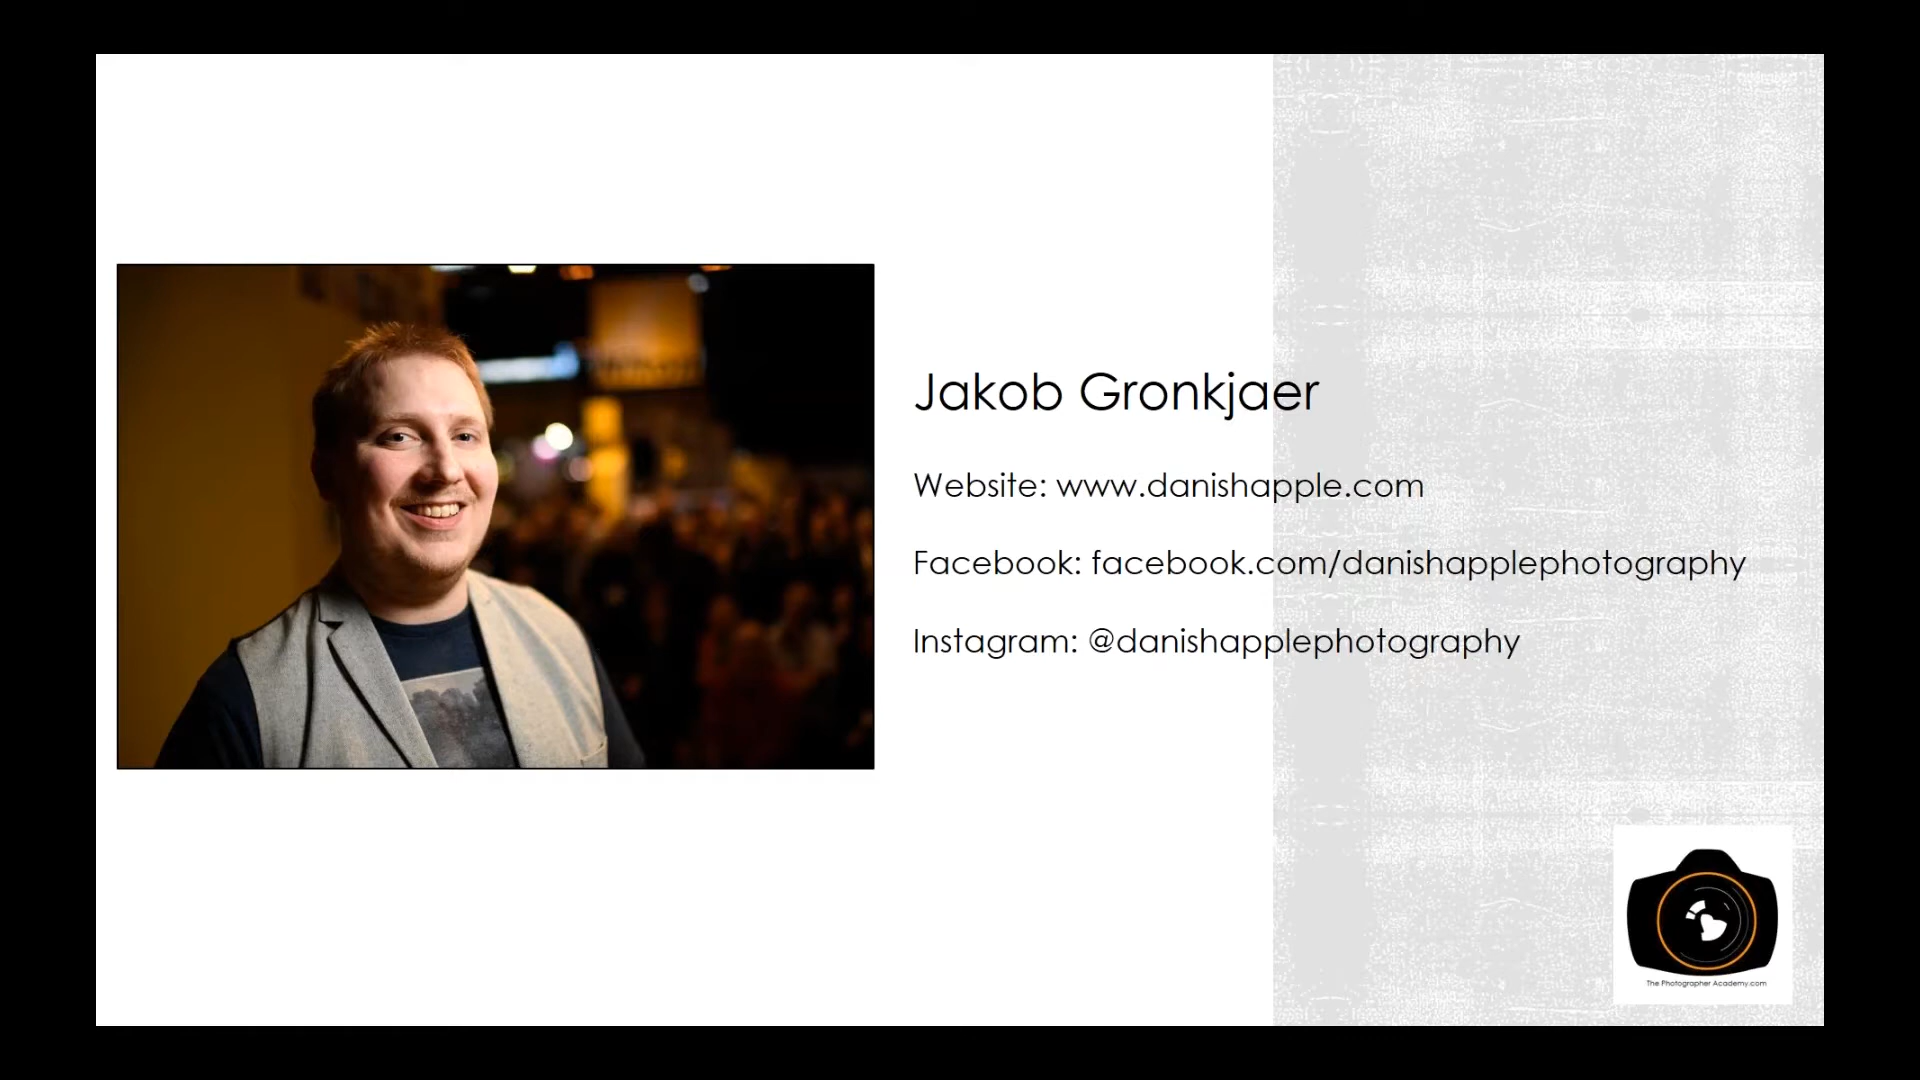 Jakob Gronkjaer
Website: www.danishapple.com
Facebook: facebook.com/danishapplephotography
Instagram: @danishapplephotography
The Photographer Academy.com